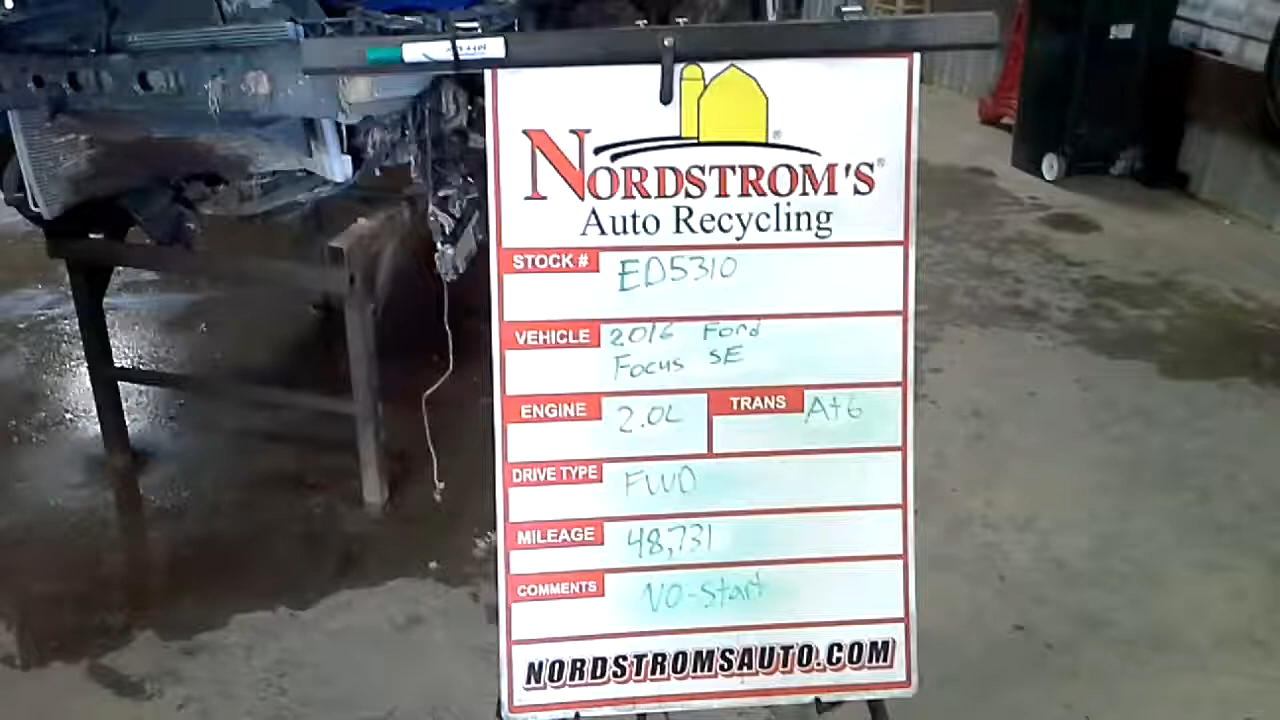 NORDSTROM'S®
Auto Recycling
STOCK # ED5310
VEHICLE 2016 Ford
Focus SE
ENGINE 2.0L TRANS At6
DRIVE TYPE FWD
MILEAGE 48,731
COMMENTS NO-Start
NORDSTROMSAUTO.COM